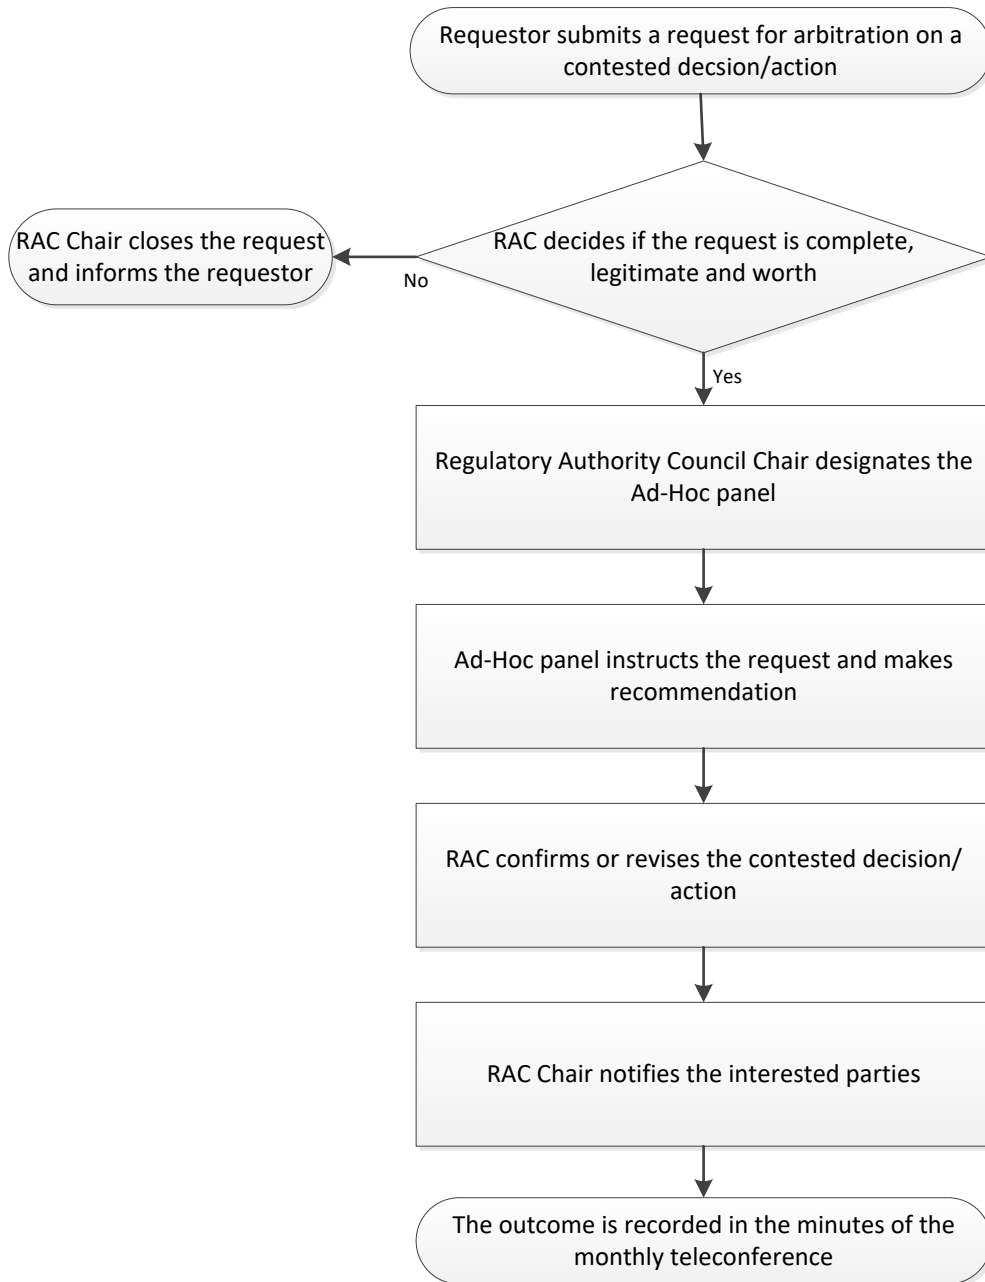 Requestor submits a request for arbitration on a
contested decsion/action
RAC Chair closes the request
and informs the requestor
No
RAC decides if the request is complete,
legitimate and worth
Yes
Regulatory Authority Council Chair designates the
Ad-Hoc panel
Ad-Hoc panel instructs the request and makes
recommendation
RAC confirms or revises the contested decision/
action
RAC Chair notifies the interested parties
The outcome is recorded in the minutes of the
monthly teleconference